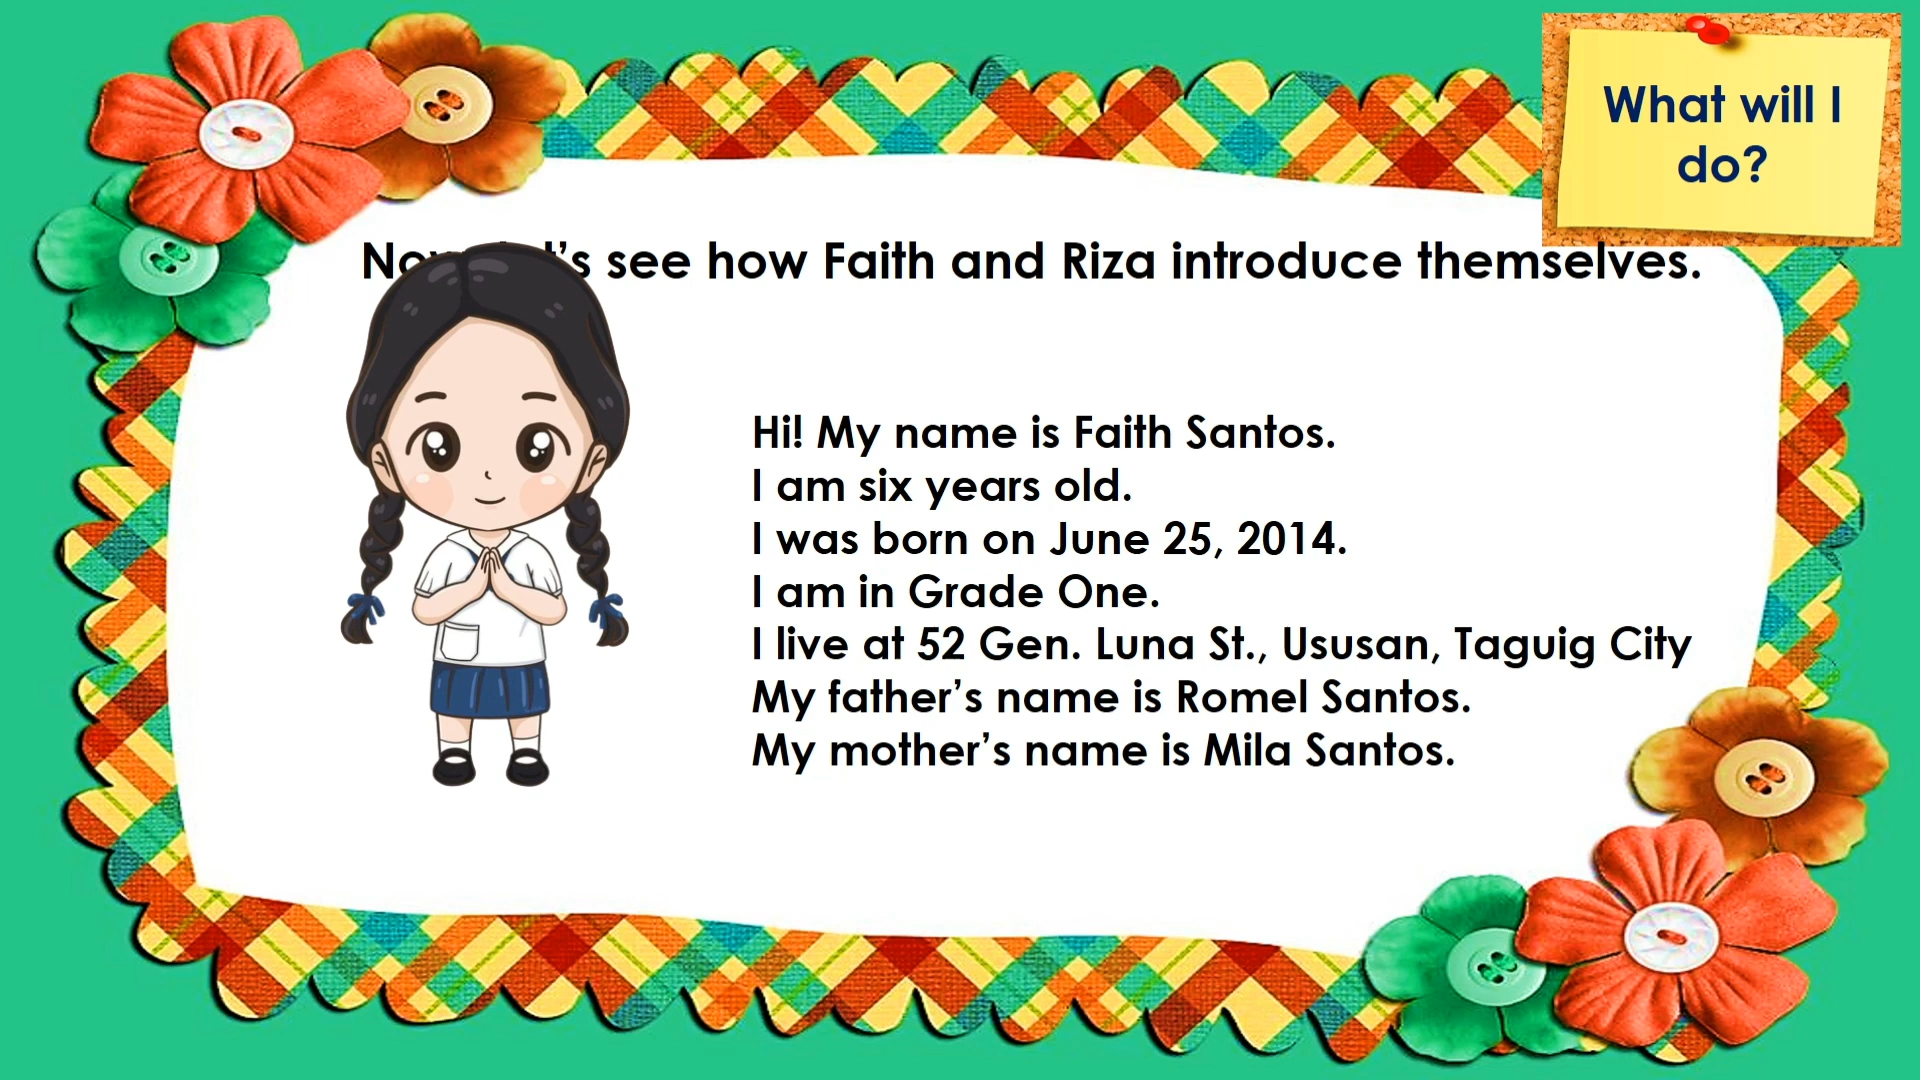 What will I
do?
No t's see how Faith and Riza introduce themselves.
Hi! My name is Faith Santos.
I am six years old.
I was born on June 25, 2014.
I am in Grade One.
I live at 52 Gen. Luna St., Ususan, Taguig City
My father's name is Romel Santos.
My mother's name is Mila Santos.